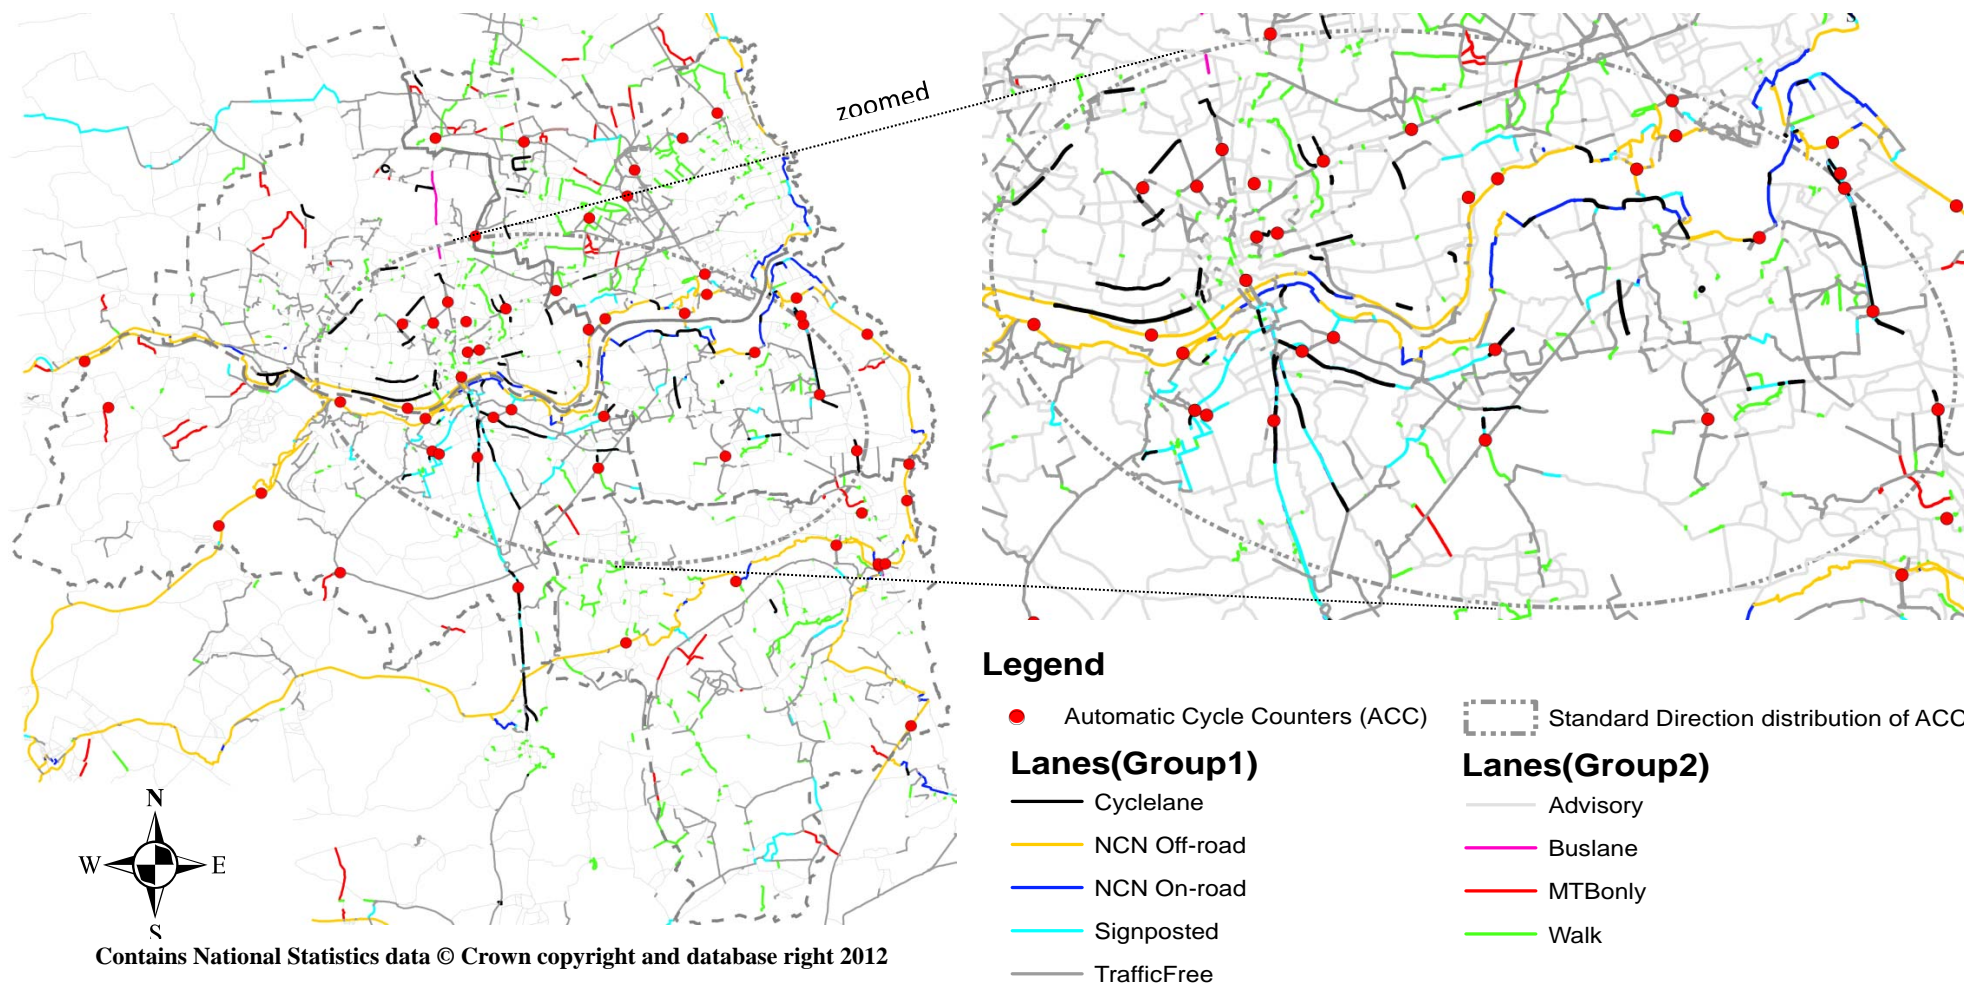 zoomed
S
Legend
Automatic Cycle Counters (ACC)
Standard Direction distribution of ACC
Lanes(Group1)
Lanes(Group2)
Cyclelane
Advisory
NCN Off-road
Buslane
NCN On-road
MTBonly
Signposted
Walk
TrafficFree
N
W
E
S
Contains National Statistics data © Crown copyright and database right 2012